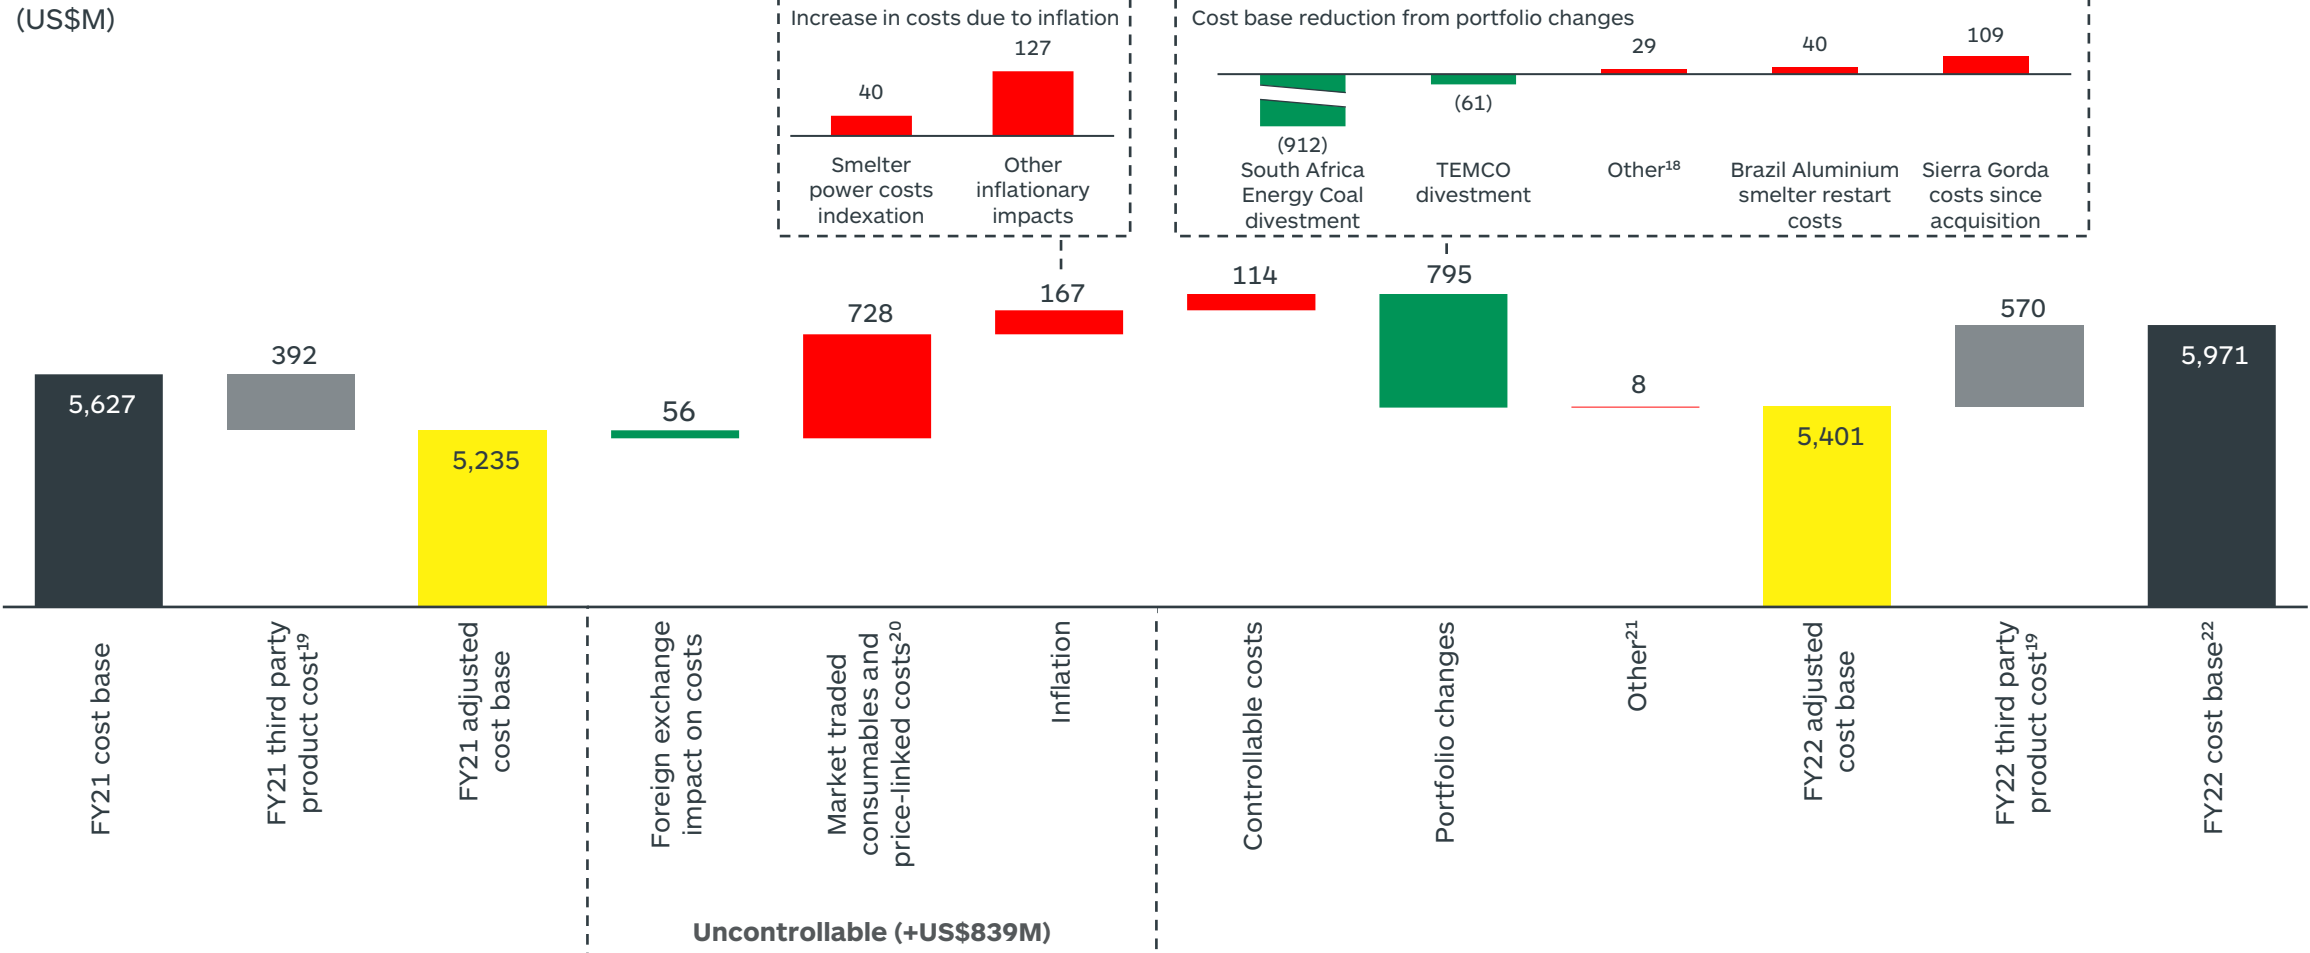 (US$M)
Increase in costs due to inflation
40
127
Smelter
power costs
indexation
Other
inflationary
impacts
Cost base reduction from portfolio changes
(912)
(61)
29
40
109
South Africa
Energy Coal
divestment
TEMCO
divestment
Other¹⁸
Brazil Aluminium
smelter restart
costs
Sierra Gorda
costs since
acquisition
5,627
392
5,235
56
728
167
114
795
8
5,401
570
5,971
FY21 cost base
FY21 third party
product cost¹⁹
FY21 adjusted
cost base
Foreign exchange
impact on costs
Market traded
consumables and
price-linked costs²⁰
Inflation
Controllable costs
Portfolio changes
Other²¹
FY22 adjusted
cost base
FY22 third party
product cost¹⁹
FY22 cost base²²
Uncontrollable (+US$839M)